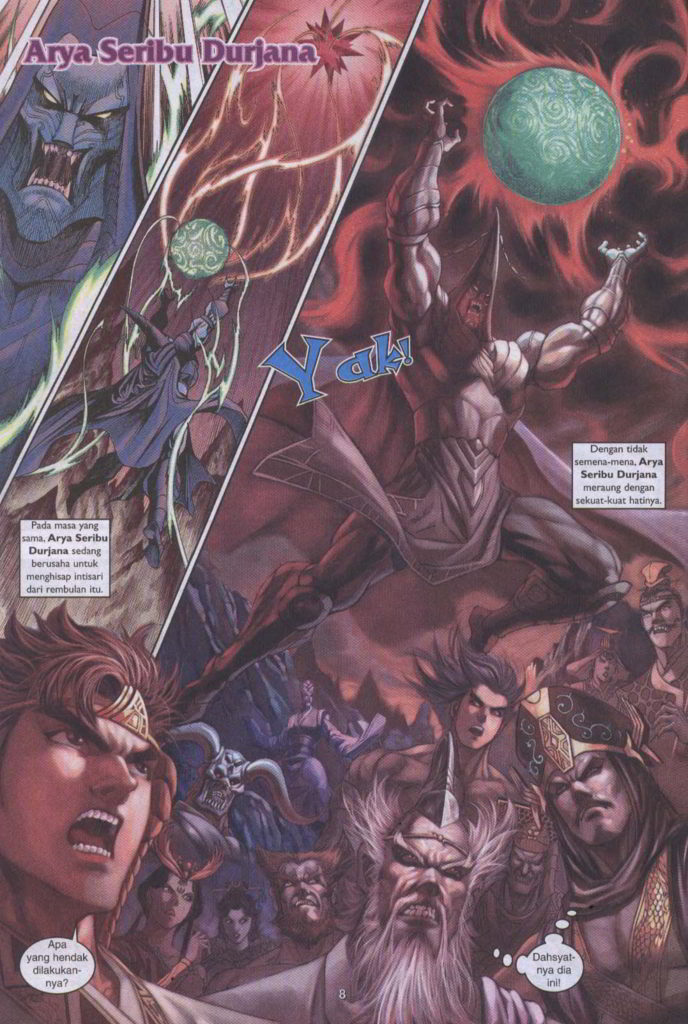 Arya Seribu Durjana
Yak!
Dengan tidak
semena-mena, Arya
Seribu Durjana
meraung dengan
sekuat-kuat hatinya.
Pada masa yang
sama, Arya Seribu
Durjana sedang
berusaha untuk
menghisap intisari
dari rembulan itu.
Apa
yang hendak
dilakukan-
nya?
Dahsyat-
nya dia
ini!
8